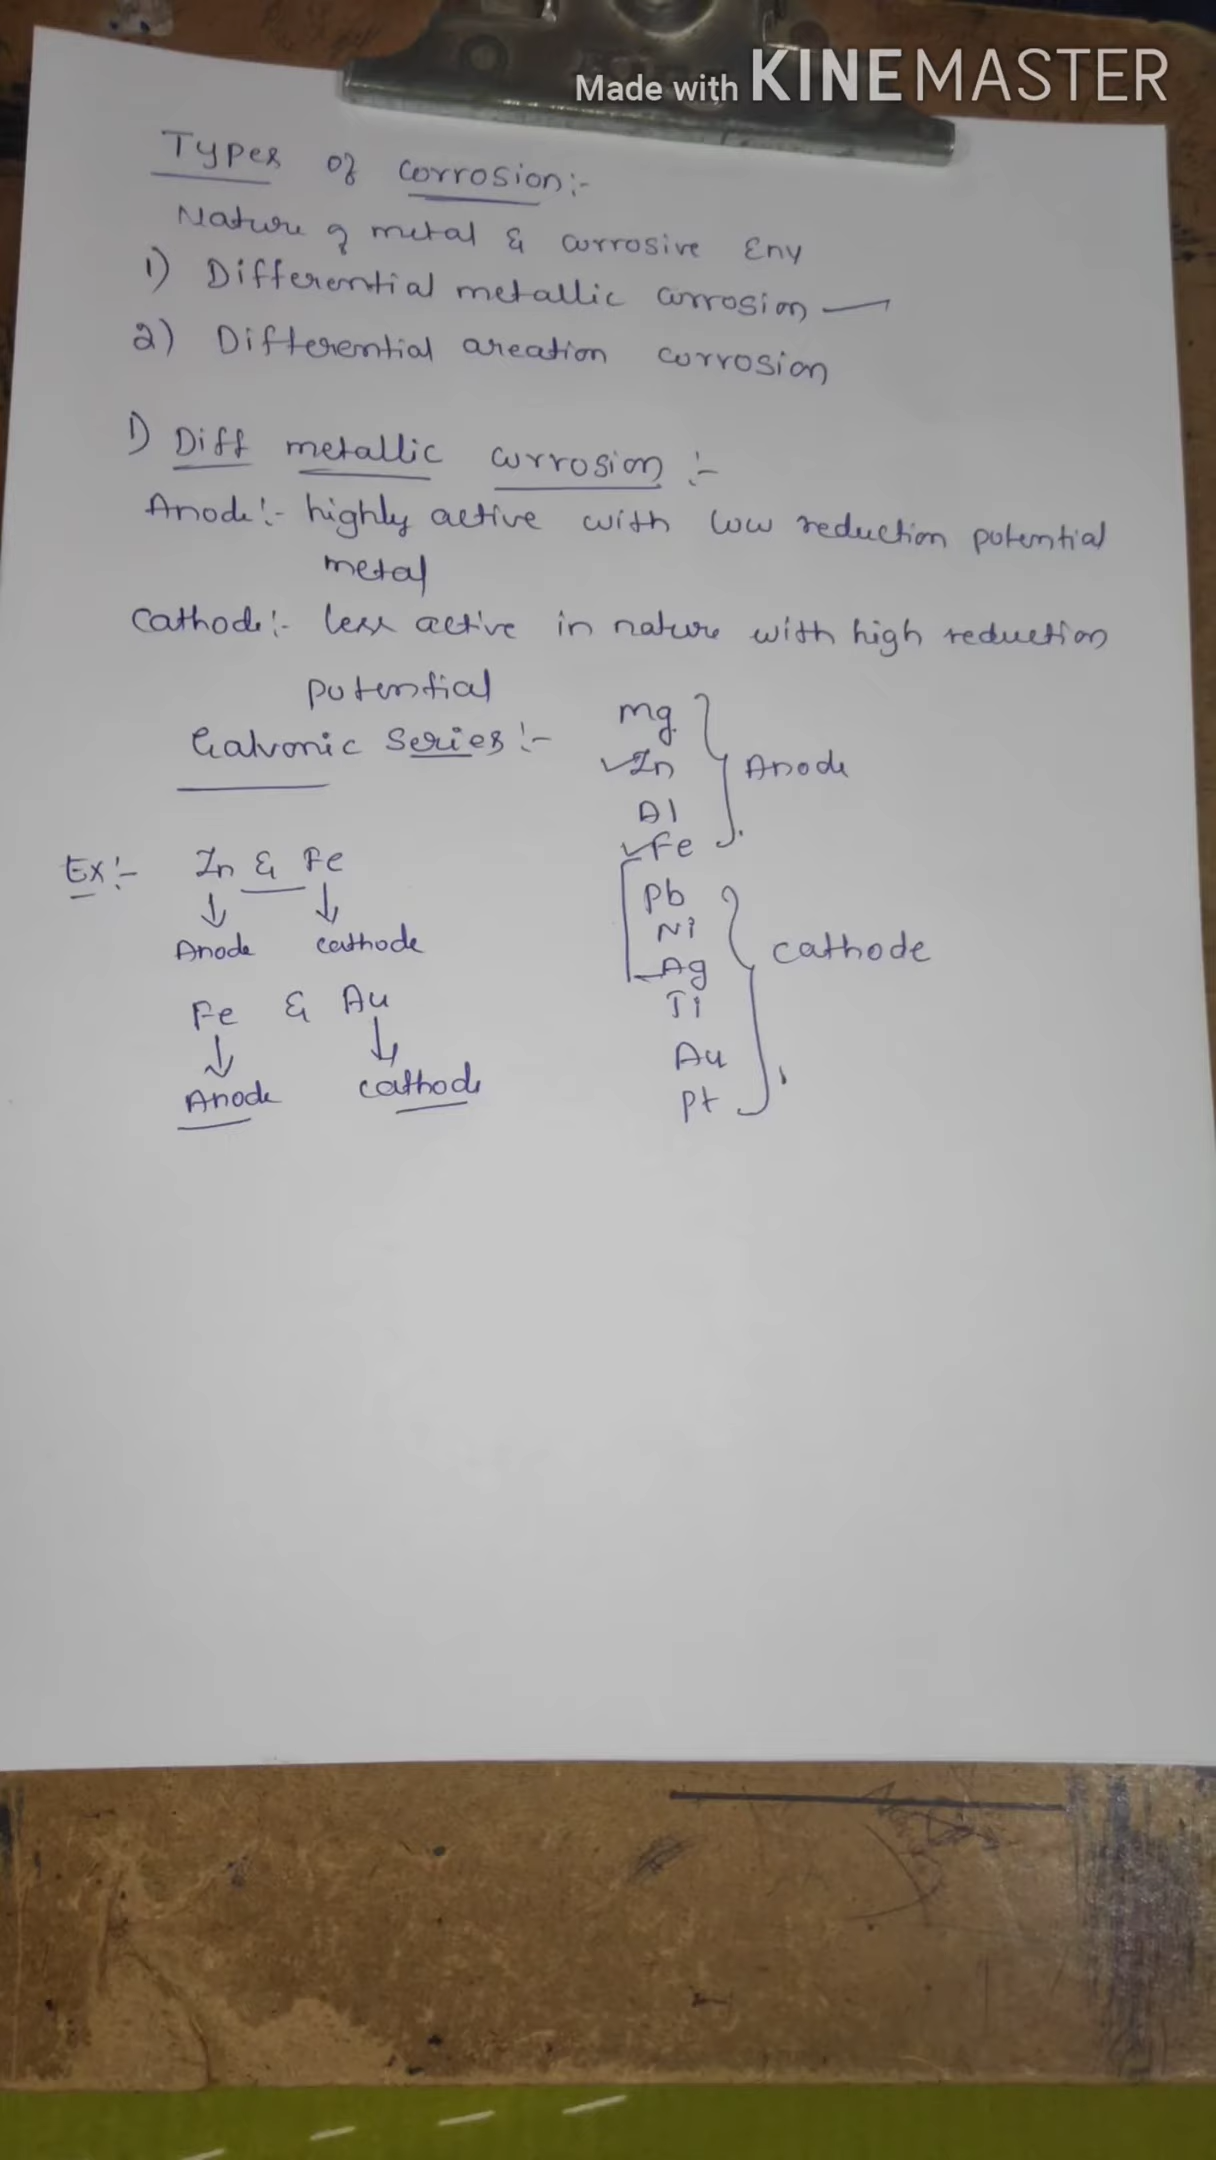 Made with KINEMASTER
Types of corrosion:-
Nature of metal & corrosive Env
1) Differential metallic corrosion
2) Differential areation corrosion
1) Diff metallic corrosion :-
Anode:- highly active with low reduction potential
metal
Cathode:- less active in nature with high reduction
potential
Galvonic Series:-
Mg
Zn
Al
Fe
Anode
Pb
Ni
Ag
Ti
Au
Pt
Cathode
Ex:- Zn & Fe
Anode cathode
Fe & Au
Anode cathode